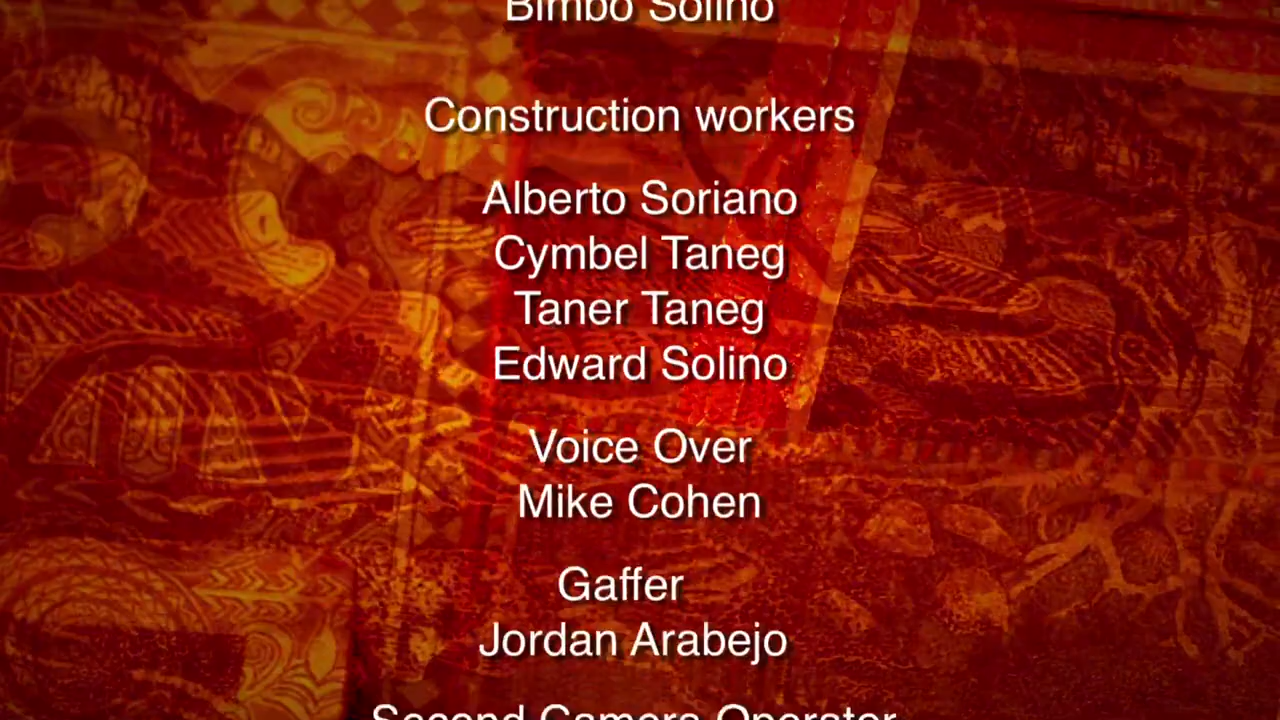 Bimbo Solino
Construction workers
Alberto Soriano
Cymbel Taneg
Taner Taneg
Edward Solino
Voice Over
Mike Cohen
Gaffer
Jordan Arabejo
Second Camera Operator